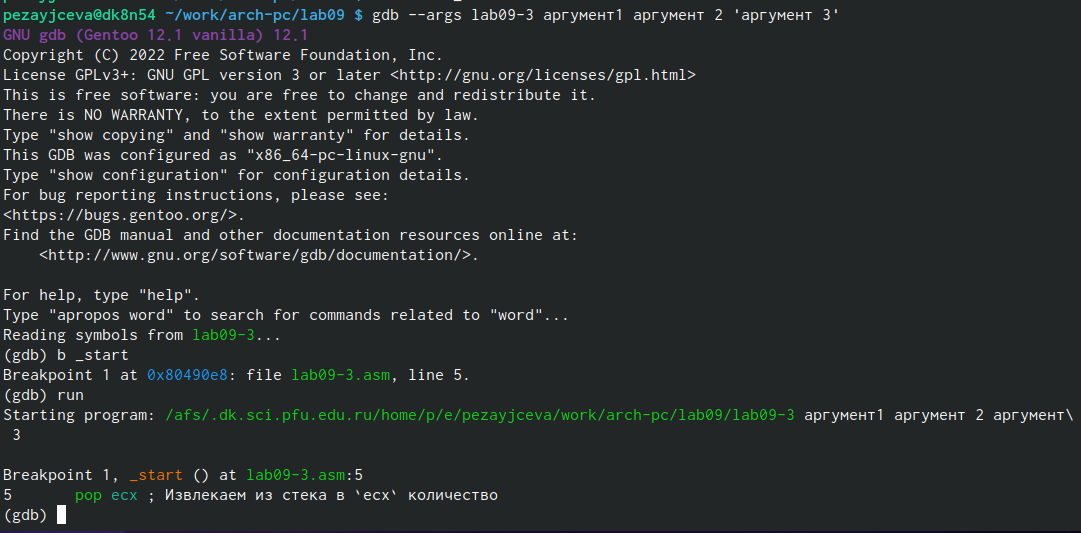 pezayjceva@dk8n54 ~/work/arch-pc/lab09 $ gdb --args lab09-3 аргумент1 аргумент 2 'аргумент 3'
GNU gdb (Gentoo 12.1 vanilla) 12.1
Copyright (C) 2022 Free Software Foundation, Inc.
License GPLv3+: GNU GPL version 3 or later <http://gnu.org/licenses/gpl.html>
This is free software: you are free to change and redistribute it.
There is NO WARRANTY, to the extent permitted by law.
Type "show copying" and "show warranty" for details.
This GDB was configured as "x86_64-pc-linux-gnu".
Type "show configuration" for configuration details.
For bug reporting instructions, please see:
<https://bugs.gentoo.org/>.
Find the GDB manual and other documentation resources online at:
    <http://www.gnu.org/software/gdb/documentation/>.

For help, type "help".
Type "apropos word" to search for commands related to "word"...
Reading symbols from lab09-3...
(gdb) b _start
Breakpoint 1 at 0x80490e8: file lab09-3.asm, line 5.
(gdb) run
Starting program: /afs/.dk.sci.pfu.edu.ru/home/p/e/pezayjceva/work/arch-pc/lab09/lab09-3 аргумент1 аргумент 2 аргумент\
 3

Breakpoint 1, _start () at lab09-3.asm:5
5       pop ecx ; Извлекаем из стека в `ecx` количество
(gdb)